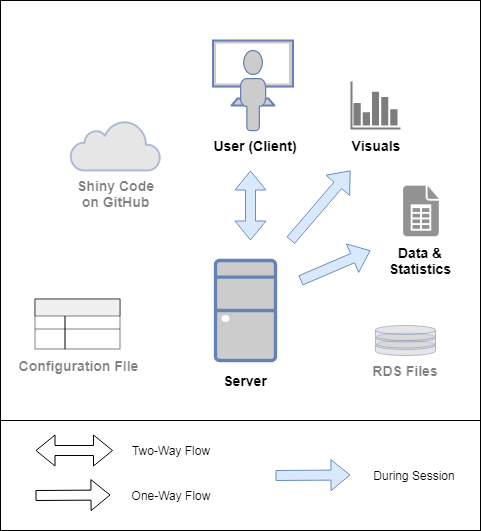 User (Client)
Visuals
Shiny Code
on GitHub
Data &
Statistics
Configuration FIle
Server
RDS Files
Two-Way Flow
One-Way Flow
During Session